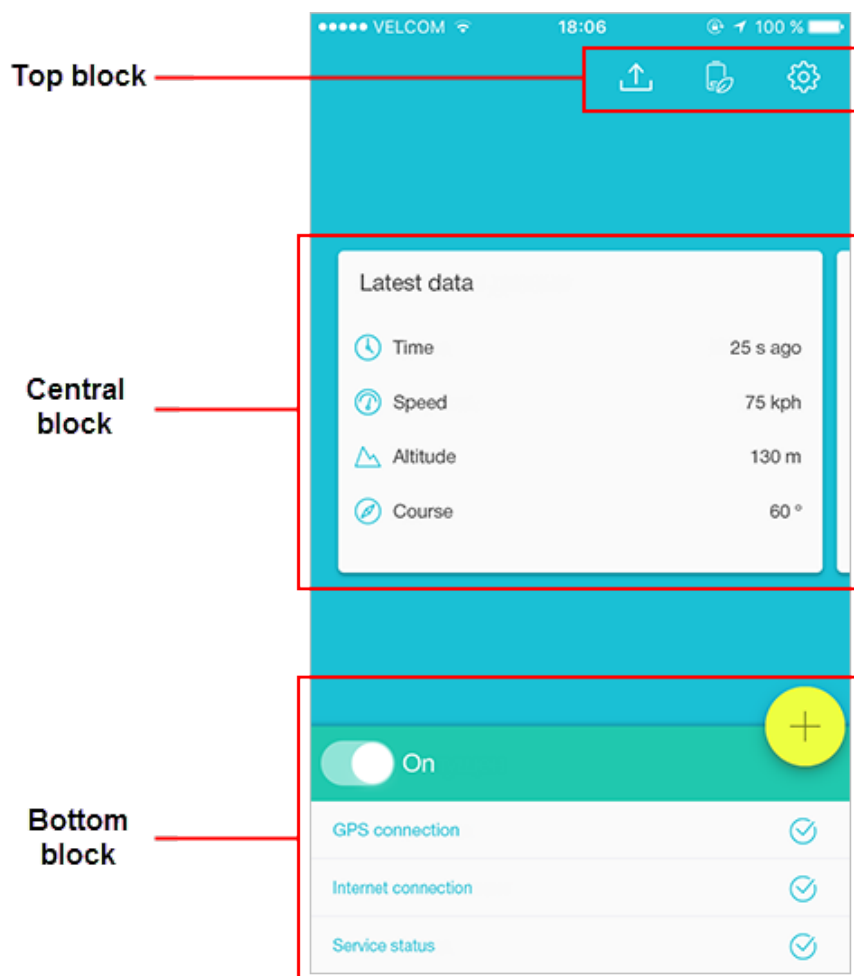 VELCOM 18:06 100 %
Top block
Latest data
Time 25 s ago
Speed 75 kph
Altitude 130 m
Course 60 °
Central
block
On
Bottom
block
GPS connection
Internet connection
Service status